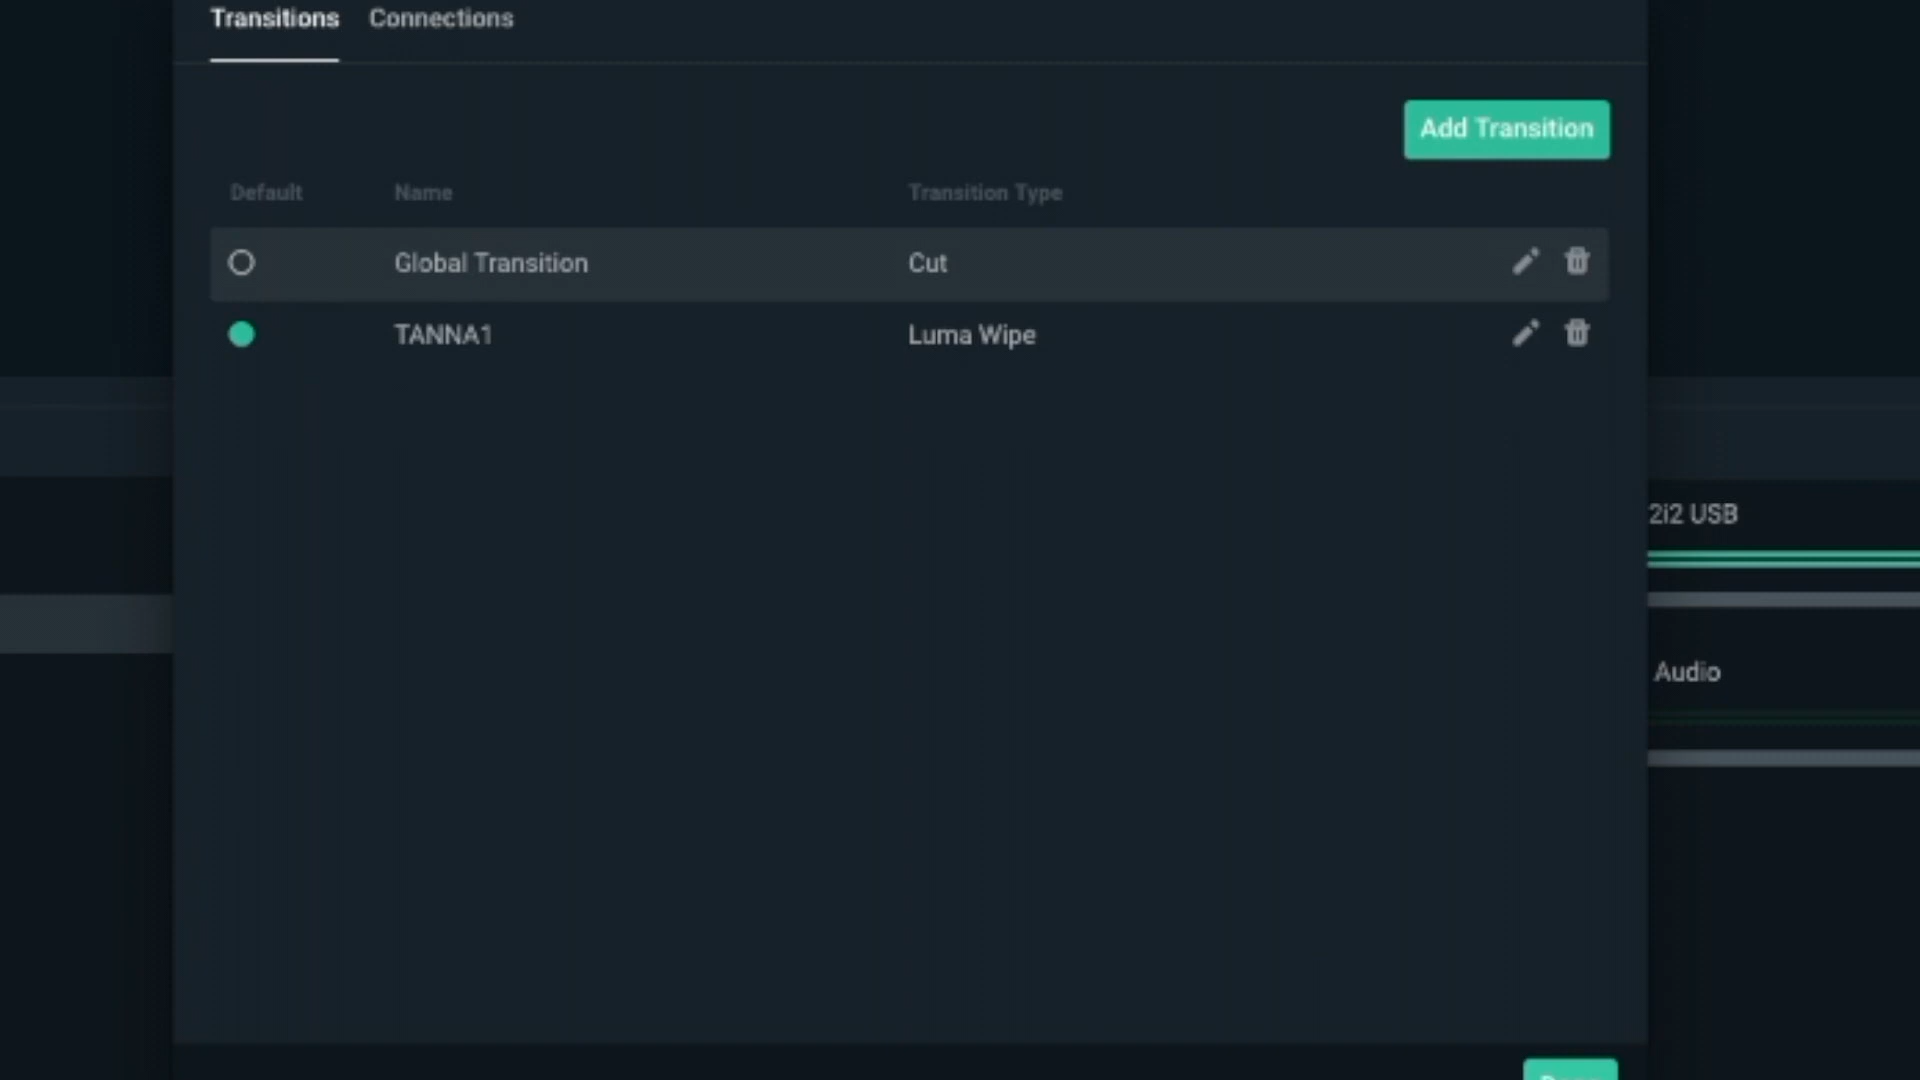 Transitions Connections
Add Transition
Default Name Transition Type
Global Transition Cut
TANNA1 Luma Wipe
2i2 USB
Audio